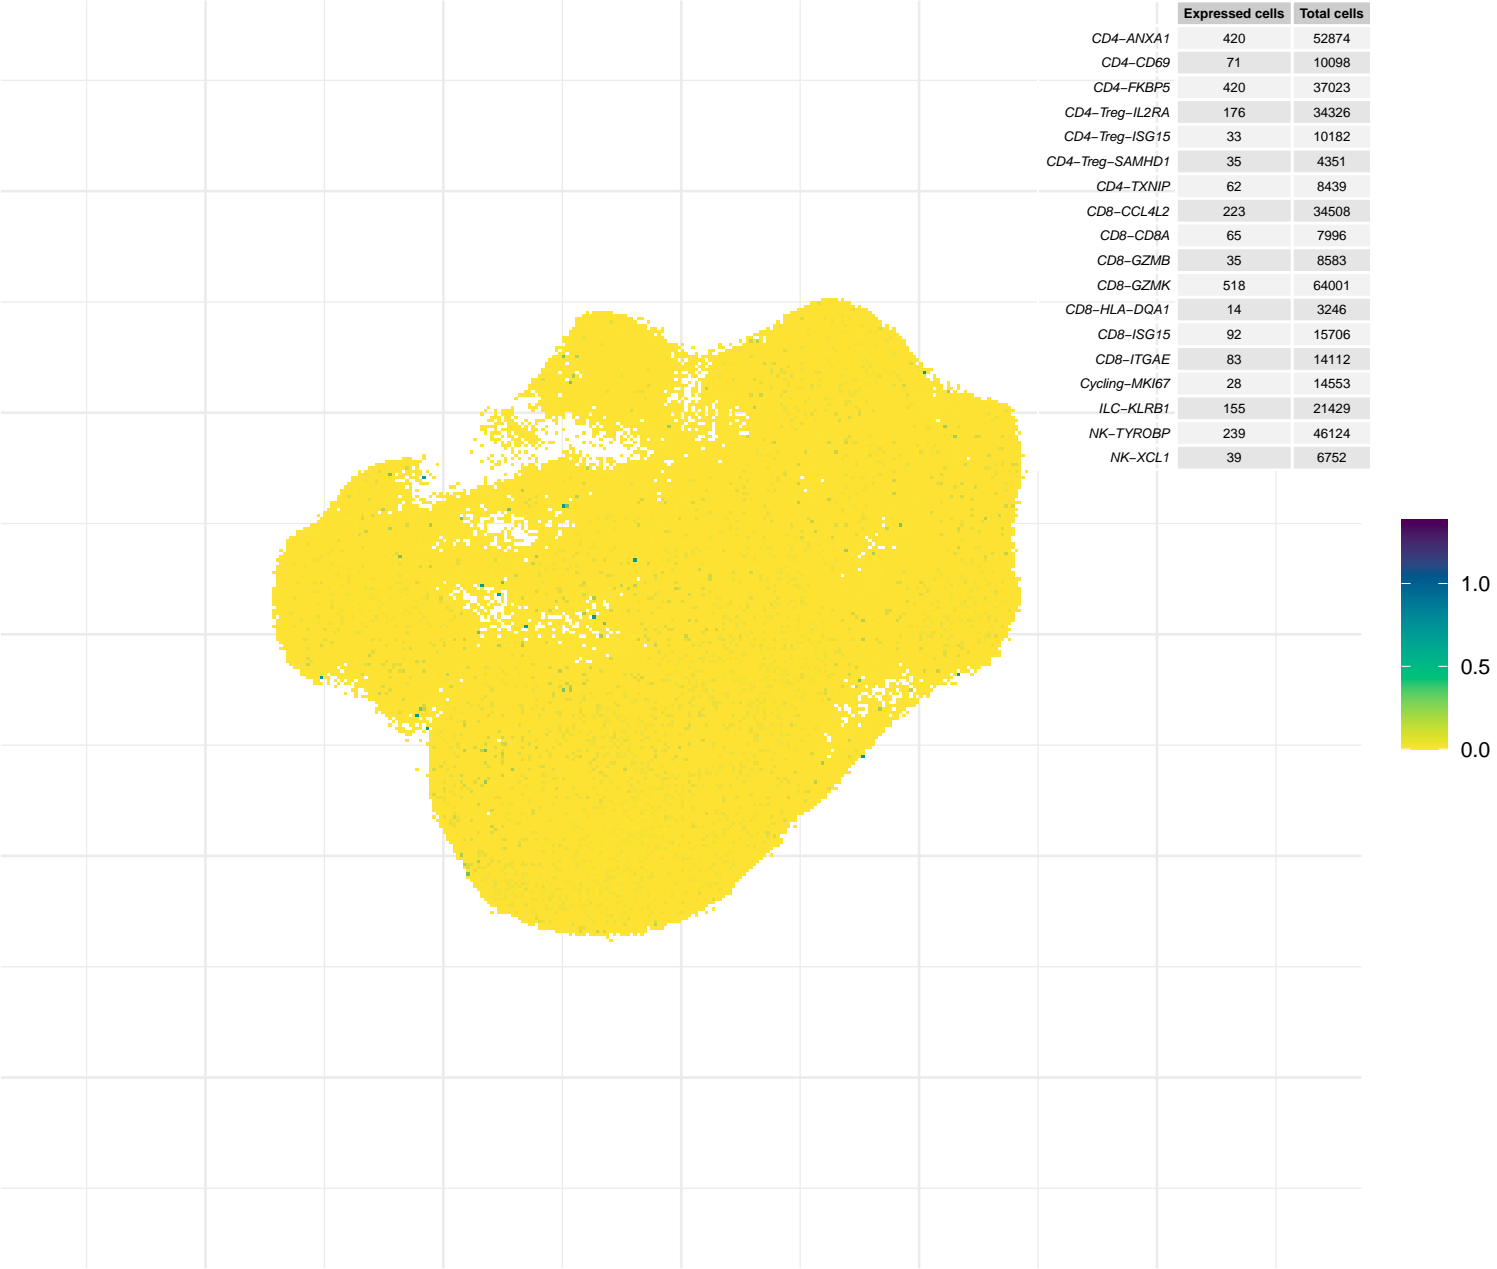 Expressed cells Total cells
CD4−ANXA1 420 52874
CD4−CD69 71 10098
CD4−FKBP5 420 37023
CD4−Treg−IL2RA 176 34326
CD4−Treg−ISG15 33 10182
CD4−Treg−SAMHD1 35 4351
CD4−TXNIP 62 8439
CD8−CCL4L2 223 34508
CD8−CD8A 65 7996
CD8−GZMB 35 8583
CD8−GZMK 518 64001
CD8−HLA−DQA1 14 3246
CD8−ISG15 92 15706
CD8−ITGAE 83 14112
Cycling−MKI67 28 14553
ILC−KLRB1 155 21429
NK−TYROBP 239 46124
NK−XCL1 39 6752
1.0
0.5
0.0